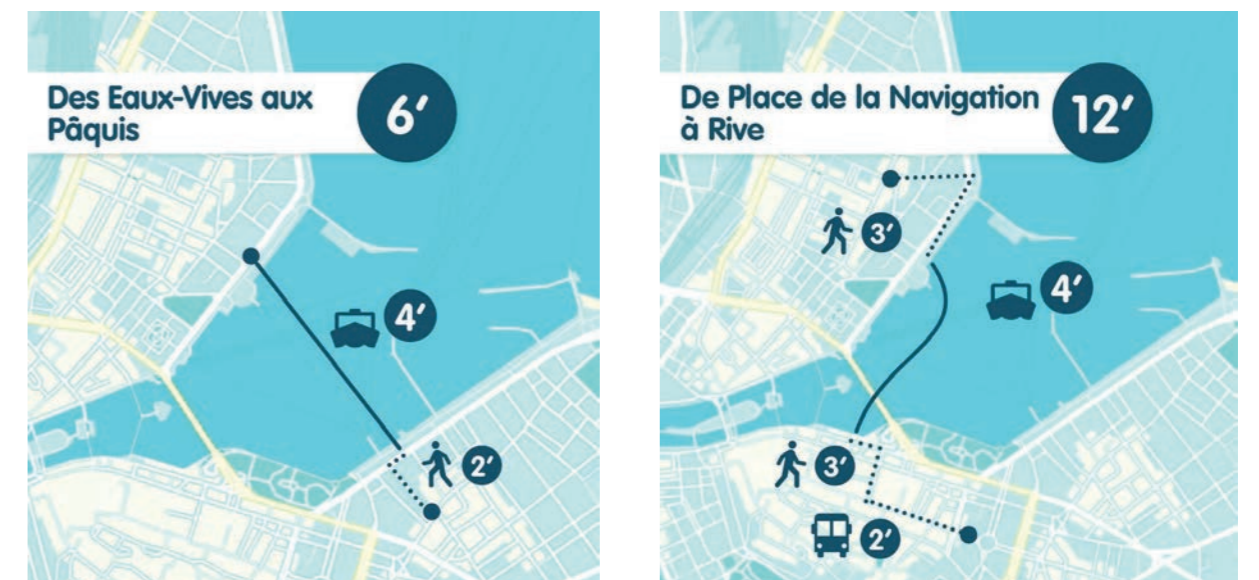 Des Eaux-Vives aux
Pâquis
6′
4′
2′
De Place de la Navigation
à Rive
12′
3′
4′
3′
2′